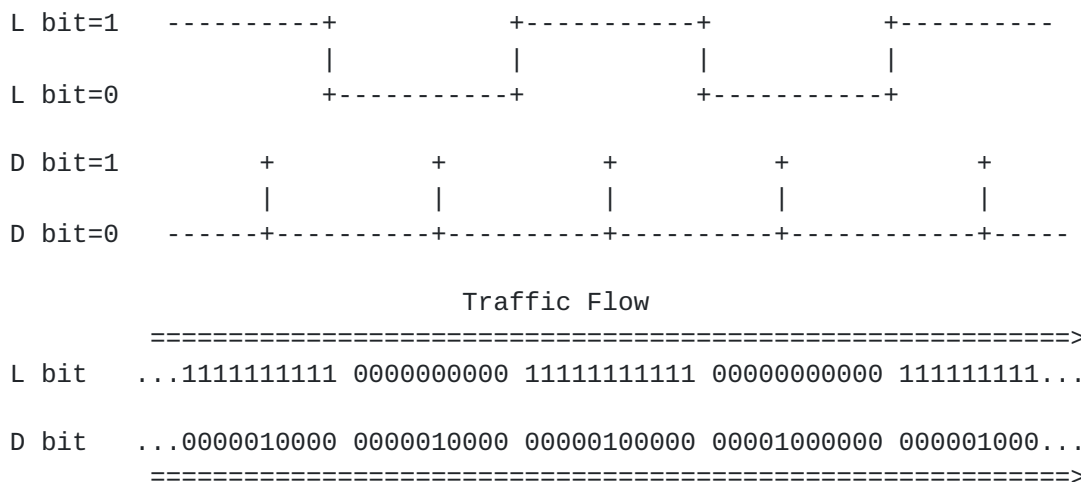 L bit=1   ----------+           +-----------+           +----------
                    |           |           |           |
L bit=0             +-----------+           +-----------+

D bit=1         +          +          +          +            +
                |          |          |          |            |
D bit=0   ------+----------+----------+----------+------------+-----

                             Traffic Flow
         ===========================================================>
L bit   ...1111111111 0000000000 11111111111 00000000000 111111111...

D bit   ...0000010000 0000010000 00000100000 00001000000 000001000...
         ===========================================================>